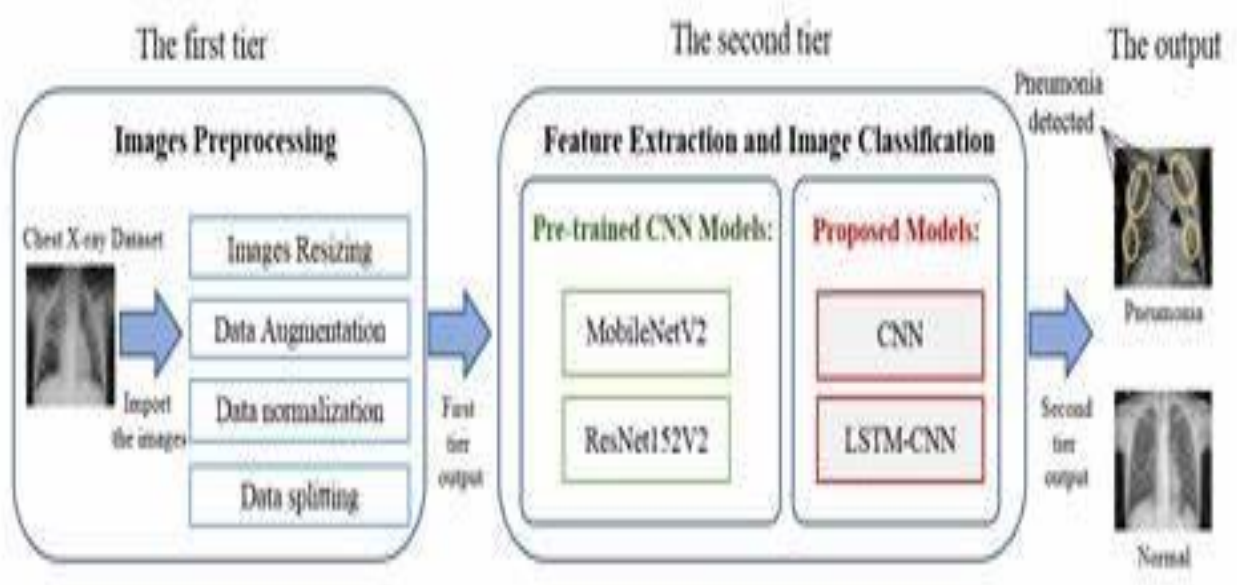 The first tier
The second tier
The output
Images Preprocessing
Chest X-ray Dataset
Import
the images
Images Resizing
Data Augmentation
Data normalization
Data splitting
First
tier
output
Feature Extraction and Image Classification
Pre-trained CNN Models:
MobileNetV2
ResNet152V2
Proposed Models:
CNN
LSTM-CNN
Second
tier
output
Pneumonia
detected
Pneumonia
Normal